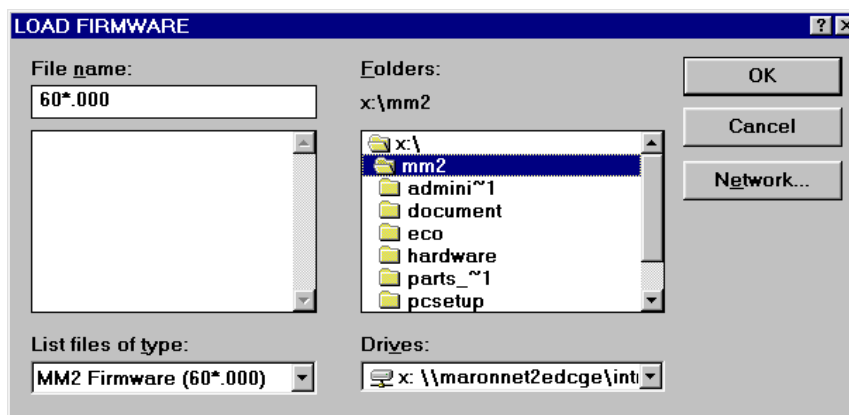 LOAD FIRMWARE
File name:
60*.000
Folders:
x:\mm2
x:\
mm2
admini~1
document
eco
hardware
parts_~1
pcsetup
OK
Cancel
Network...
List files of type:
MM2 Firmware (60*.000)
Drives:
x: \\maronnet2edcge\int